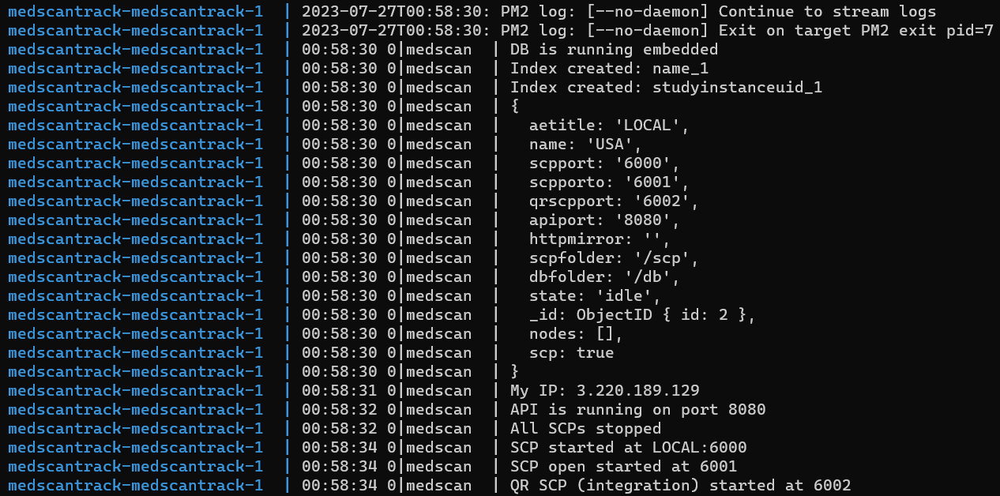 medscantrack-medscantrack-1  | 2023-07-27T00:58:30: PM2 log: [--no-daemon] Continue to stream logs
medscantrack-medscantrack-1  | 2023-07-27T00:58:30: PM2 log: [--no-daemon] Exit on target PM2 exit pid=7
medscantrack-medscantrack-1  | 00:58:30 0|medscan  | DB is running embedded
medscantrack-medscantrack-1  | 00:58:30 0|medscan  | Index created: name_1
medscantrack-medscantrack-1  | 00:58:30 0|medscan  | Index created: studyinstanceuid_1
medscantrack-medscantrack-1  | 00:58:30 0|medscan  | {
medscantrack-medscantrack-1  | 00:58:30 0|medscan  |   aetitle: 'LOCAL',
medscantrack-medscantrack-1  | 00:58:30 0|medscan  |   name: 'USA',
medscantrack-medscantrack-1  | 00:58:30 0|medscan  |   scpport: '6000',
medscantrack-medscantrack-1  | 00:58:30 0|medscan  |   scpporto: '6001',
medscantrack-medscantrack-1  | 00:58:30 0|medscan  |   qrscpport: '6002',
medscantrack-medscantrack-1  | 00:58:30 0|medscan  |   apiport: '8080',
medscantrack-medscantrack-1  | 00:58:30 0|medscan  |   httpmirror: '',
medscantrack-medscantrack-1  | 00:58:30 0|medscan  |   scpfolder: '/scp',
medscantrack-medscantrack-1  | 00:58:30 0|medscan  |   dbfolder: '/db',
medscantrack-medscantrack-1  | 00:58:30 0|medscan  |   state: 'idle',
medscantrack-medscantrack-1  | 00:58:30 0|medscan  |   _id: ObjectID { id: 2 },
medscantrack-medscantrack-1  | 00:58:30 0|medscan  |   nodes: [],
medscantrack-medscantrack-1  | 00:58:30 0|medscan  |   scp: true
medscantrack-medscantrack-1  | 00:58:30 0|medscan  | }
medscantrack-medscantrack-1  | 00:58:31 0|medscan  | My IP: 3.220.189.129
medscantrack-medscantrack-1  | 00:58:32 0|medscan  | API is running on port 8080
medscantrack-medscantrack-1  | 00:58:32 0|medscan  | All SCPs stopped
medscantrack-medscantrack-1  | 00:58:34 0|medscan  | SCP started at LOCAL:6000
medscantrack-medscantrack-1  | 00:58:34 0|medscan  | SCP open started at 6001
medscantrack-medscantrack-1  | 00:58:34 0|medscan  | QR SCP (integration) started at 6002